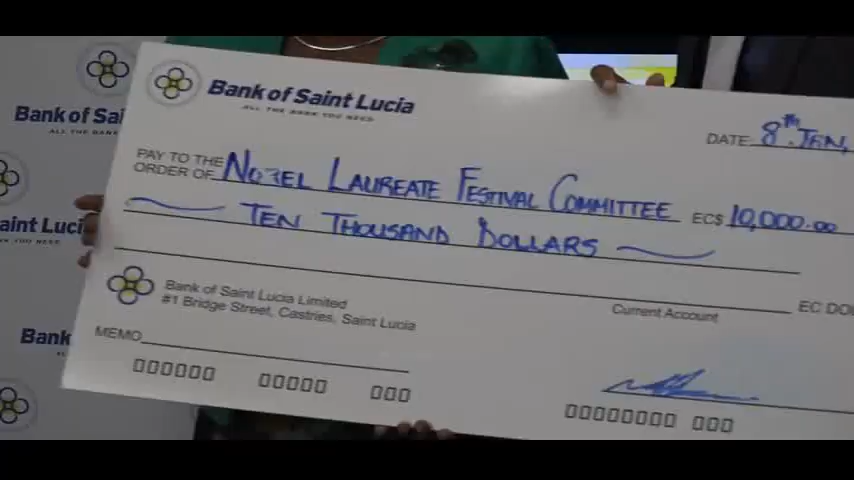 Bank of Saint Lucia
ALL THE BANK YOU NEED
DATE: 8th JAN,
PAY TO THE
ORDER OF NOBEL LAUREATE FESTIVAL COMMITTEE EC$ 10,000.00
TEN THOUSAND DOLLARS
EC DOL
Bank of Saint Lucia Limited
#1 Bridge Street, Castries, Saint Lucia
Current Account
MEMO
000000 00000 000
00000000 000
Bank of Sai
ALL THE BANK
aint Luci
Bank